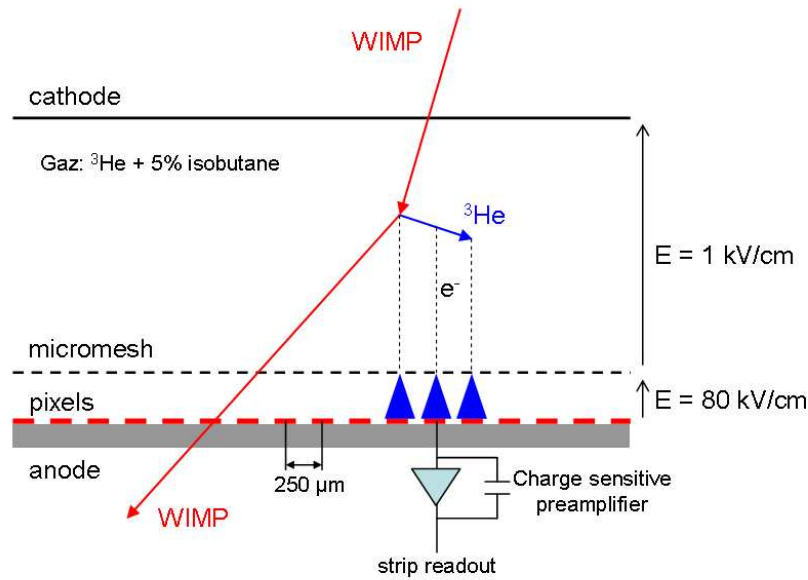 WIMP
cathode
Gaz: ³He + 5% isobutane
³He
E = 1 kV/cm
e⁻
micromesh
pixels
E = 80 kV/cm
anode
250 µm
Charge sensitive
preamplifier
WIMP
strip readout